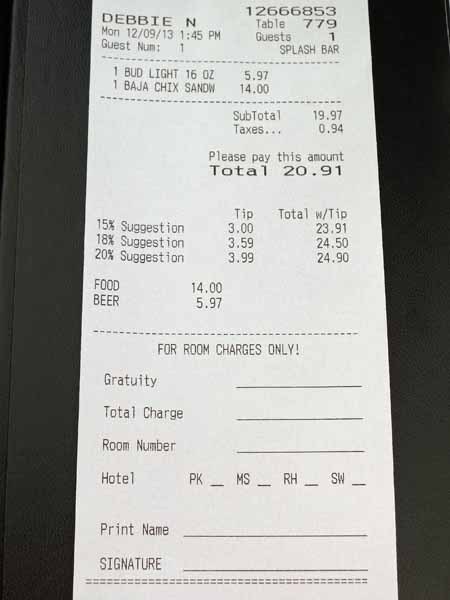 DEBBIE N 12666853
Mon 12/09/13 1:45 PM Table 779
Guest Num: 1 Guests 1
SPLASH BAR
1 BUD LIGHT 16 OZ 5.97
1 BAJA CHIX SANDW 14.00
SubTotal 19.97
Taxes... 0.94
Please pay this amount
Total 20.91
Tip Total w/Tip
15% Suggestion 3.00 23.91
18% Suggestion 3.59 24.50
20% Suggestion 3.99 24.90
FOOD 14.00
BEER 5.97
FOR ROOM CHARGES ONLY!
Gratuity
Total Charge
Room Number
Hotel PK __ MS __ RH __ SW __
Print Name
SIGNATURE